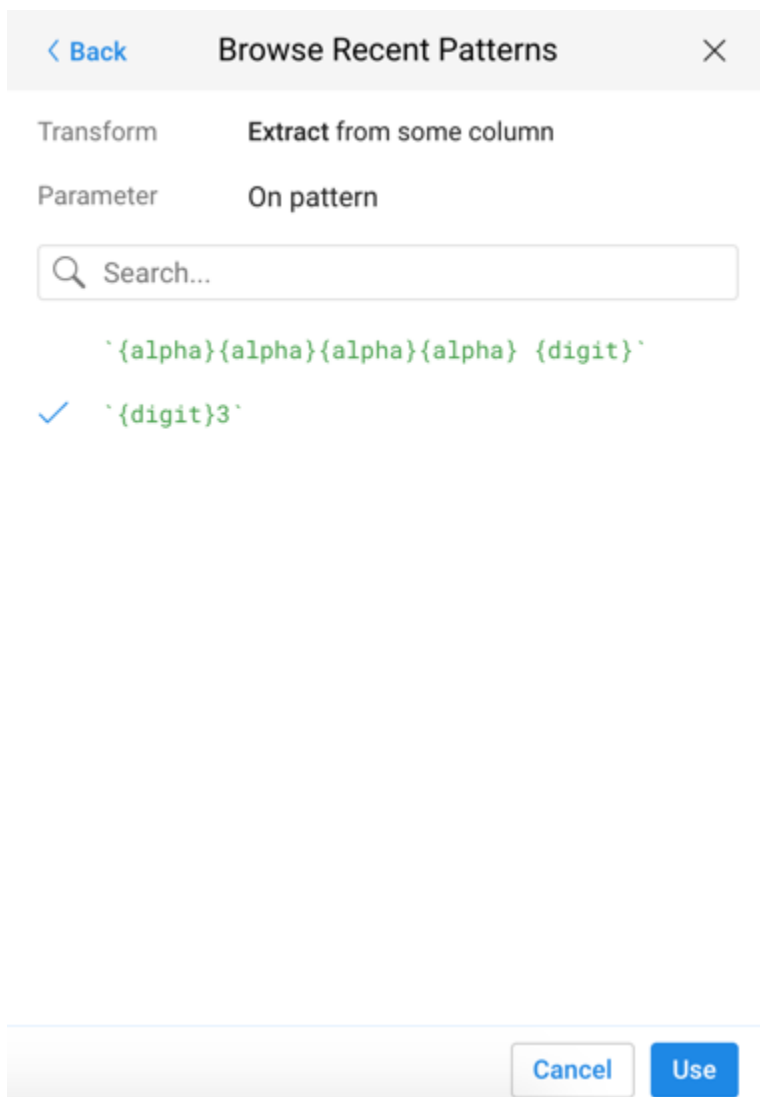 Back Browse Recent Patterns
Transform Extract from some column
Parameter On pattern
Search...
`{alpha}{alpha}{alpha}{alpha} {digit}`
`{digit}3`
Cancel Use